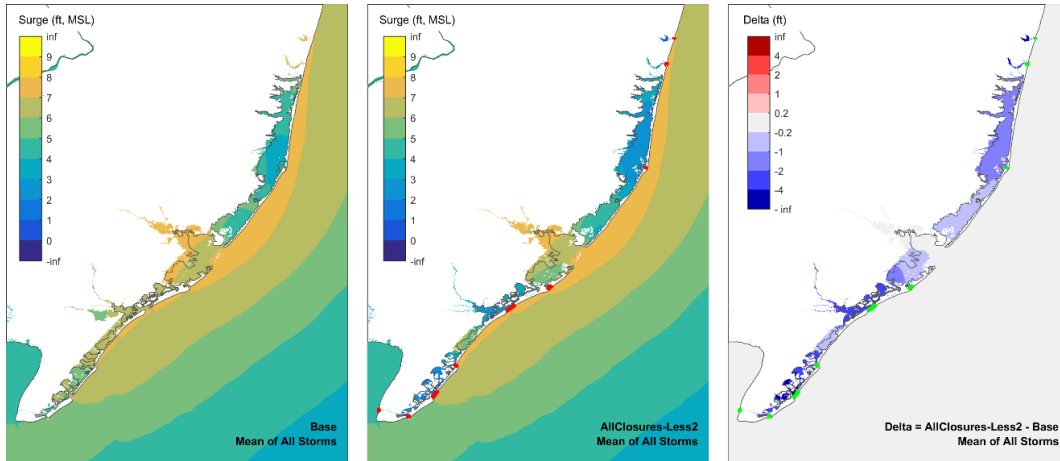 Surge (ft, MSL)
inf
9
8
7
6
5
4
3
2
1
0
-inf
Base
Mean of All Storms
Surge (ft, MSL)
inf
9
8
7
6
5
4
3
2
1
0
-inf
AllClosures-Less2
Mean of All Storms
Delta (ft)
inf
4
2
1
0.2
-0.2
-1
-2
-4
- inf
Delta = AllClosures-Less2 - Base
Mean of All Storms